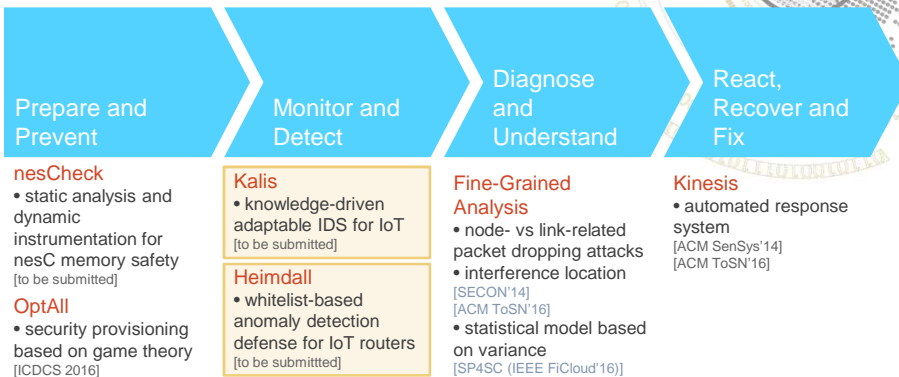 Prepare and
Prevent
Monitor and
Detect
Diagnose
and
Understand
React,
Recover and
Fix
nesCheck
• static analysis and
dynamic
instrumentation for
nesC memory safety
[to be submitted]
OptAll
• security provisioning
based on game theory
[ICDCS 2016]
Kalis
• knowledge-driven
adaptable IDS for IoT
[to be submitted]
Heimdall
• whitelist-based
anomaly detection
defense for IoT routers
[to be submittted]
Fine-Grained
Analysis
• node- vs link-related
packet dropping attacks
• interference location
[SECON'14]
[ACM ToSN'16]
• statistical model based
on variance
[SP4SC (IEEE FiCloud'16)]
Kinesis
• automated response
system
[ACM SenSys'14]
[ACM ToSN'16]